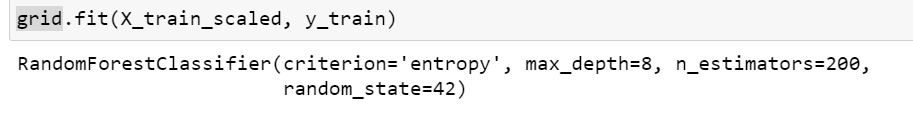 grid.fit(X_train_scaled, y_train)
RandomForestClassifier(criterion='entropy', max_depth=8, n_estimators=200,
random_state=42)